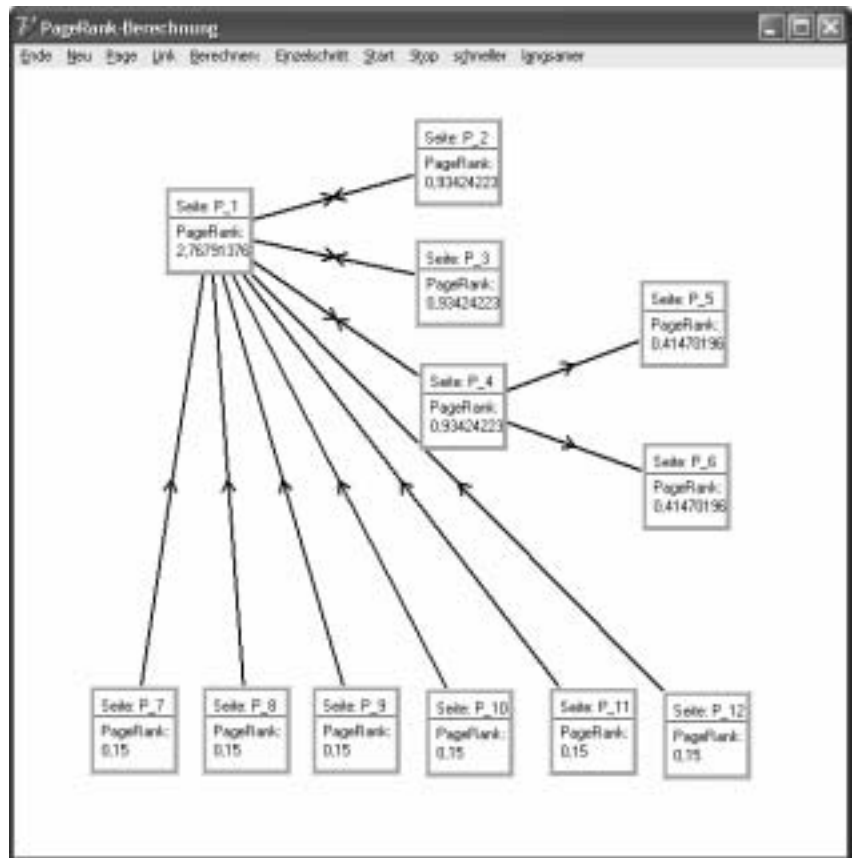 PageRank-Berechnung
Ende Neu Page Link Berechnen Einzelschritt Start Stop schneller langsamer
Seite: P_2
PageRank:
0,93424223
Seite: P_1
PageRank:
2,76791376
Seite: P_3
PageRank:
0,93424223
Seite: P_5
PageRank:
0,41470196
Seite: P_4
PageRank:
0,93424223
Seite: P_6
PageRank:
0,41470196
Seite: P_7
PageRank:
0,15
Seite: P_8
PageRank:
0,15
Seite: P_9
PageRank:
0,15
Seite: P_10
PageRank:
0,15
Seite: P_11
PageRank:
0,15
Seite: P_12
PageRank:
0,15